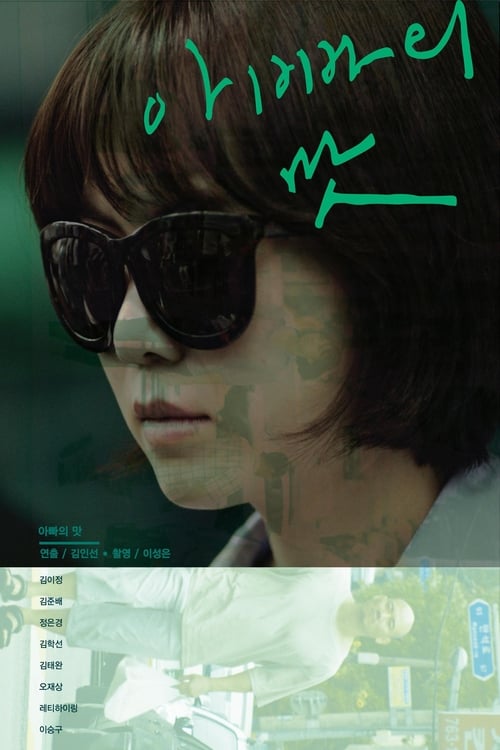 아빠의
맛
아빠의 맛
연출 / 김인선 * 촬영 / 이성은
김이정
김준배
정은경
김학선
김태완
오재상
레티하이링
이승구
763